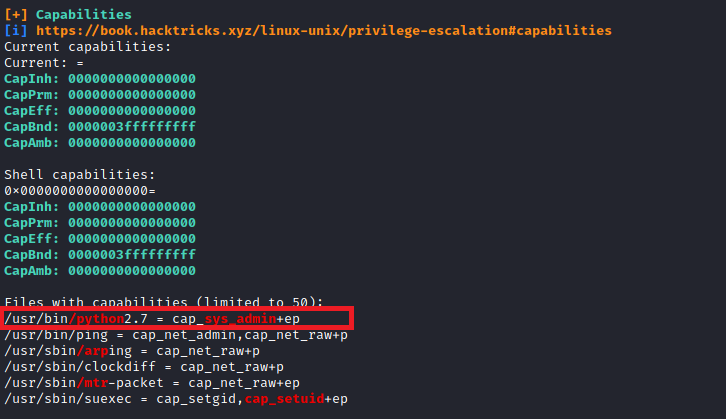 [+] Capabilities
[i] https://book.hacktricks.xyz/linux-unix/privilege-escalation#capabilities
Current capabilities:
Current: =
CapInh: 0000000000000000
CapPrm: 0000000000000000
CapEff: 0000000000000000
CapBnd: 0000003fffffffff
CapAmb: 0000000000000000
Shell capabilities:
0×0000000000000000=
CapInh: 0000000000000000
CapPrm: 0000000000000000
CapEff: 0000000000000000
CapBnd: 0000003fffffffff
CapAmb: 0000000000000000
Files with capabilities (limited to 50):
/usr/bin/python2.7 = cap_sys_admin+ep
/usr/bin/ping = cap_net_admin,cap_net_raw+p
/usr/sbin/arping = cap_net_raw+p
/usr/sbin/clockdiff = cap_net_raw+p
/usr/sbin/mtr-packet = cap_net_raw+ep
/usr/sbin/suexec = cap_setgid,cap_setuid+ep